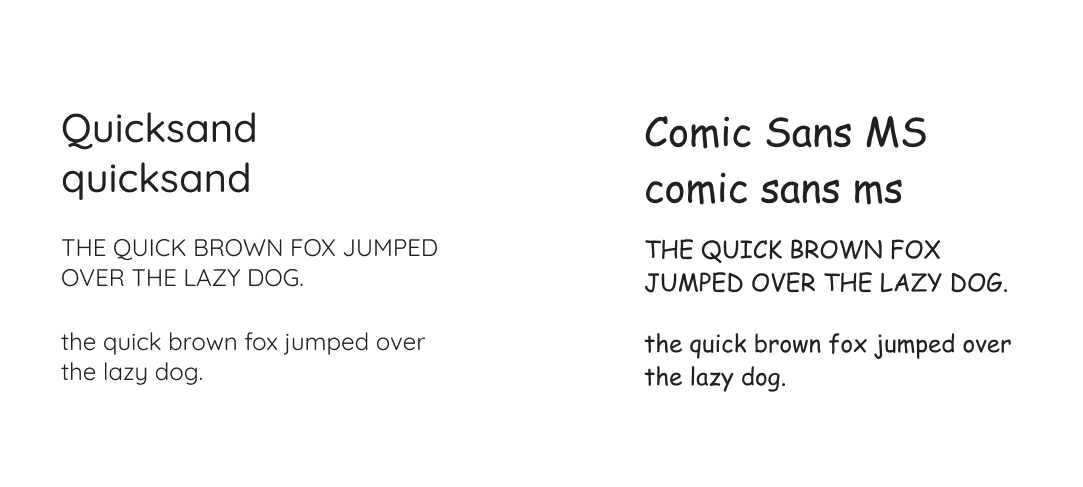 Quicksand
quicksand
THE QUICK BROWN FOX JUMPED
OVER THE LAZY DOG.
the quick brown fox jumped over
the lazy dog.
Comic Sans MS
comic sans ms
THE QUICK BROWN FOX
JUMPED OVER THE LAZY DOG.
the quick brown fox jumped over
the lazy dog.